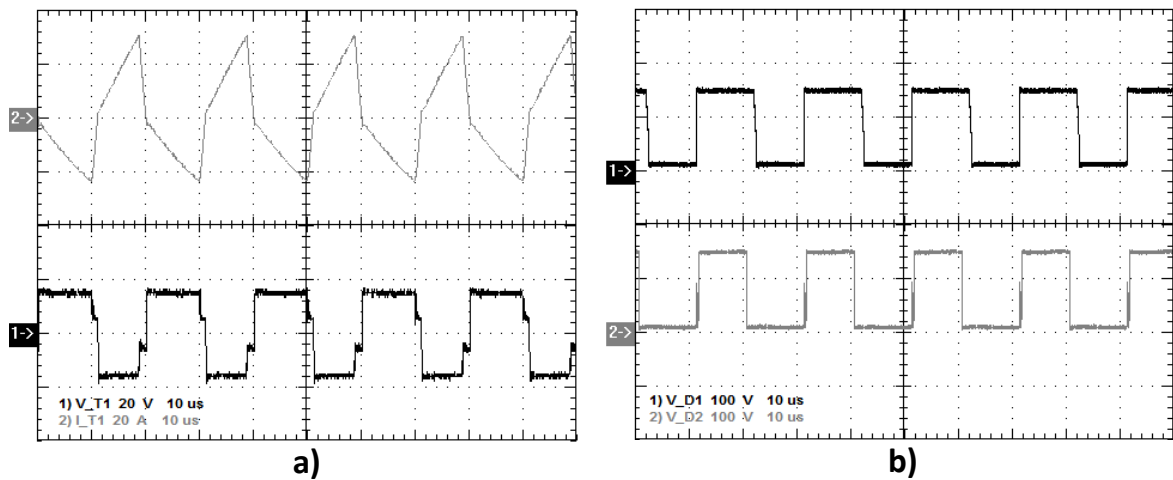 2->
1->
1) V_T1 20 V 10 us
2) I_T1 20 A 10 us
a)
1->
2->
1) V_D1 100 V 10 us
2) V_D2 100 V 10 us
b)